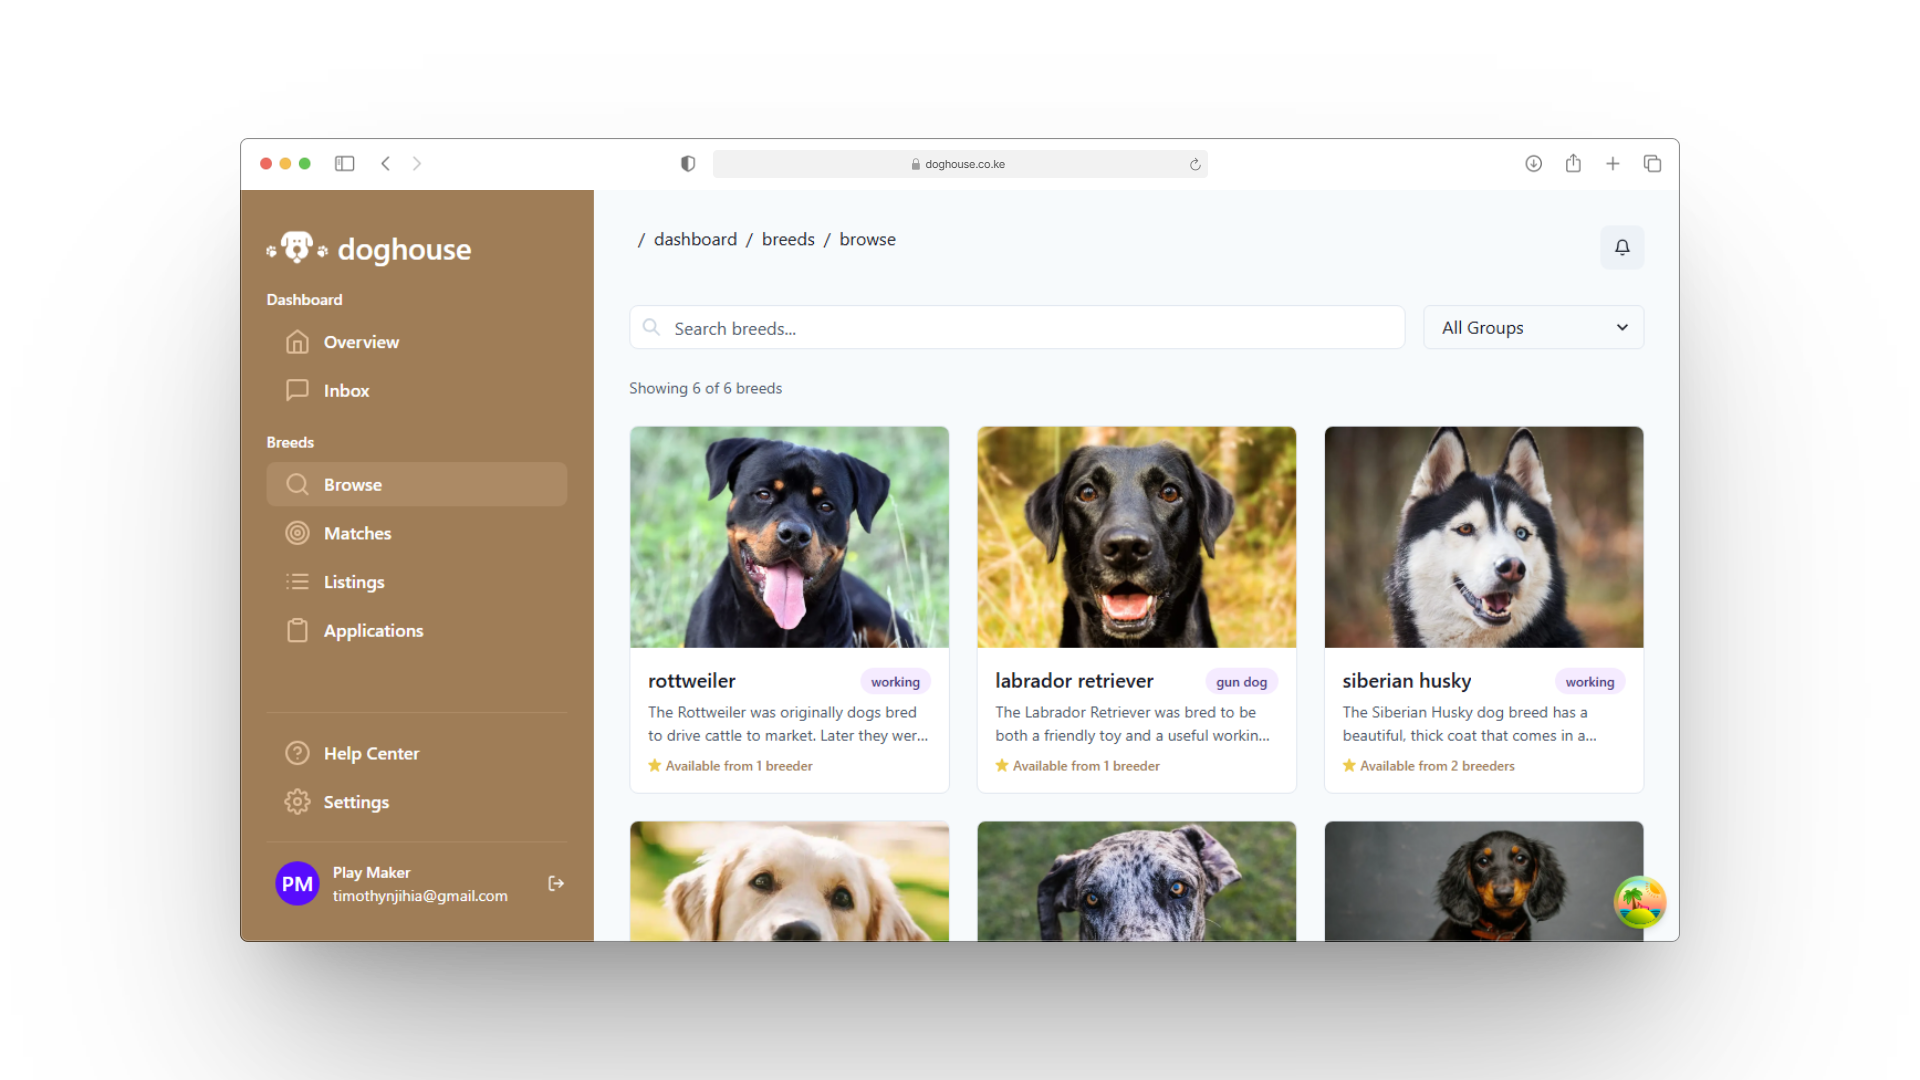 doghouse.co.ke
doghouse
Dashboard
Overview
Inbox
Breeds
Browse
Matches
Listings
Applications
Help Center
Settings
PM
Play Maker
timothynjihia@gmail.com
/ dashboard / breeds / browse
Search breeds...
All Groups
Showing 6 of 6 breeds
rottweiler
working
The Rottweiler was originally dogs bred
to drive cattle to market. Later they wer...
Available from 1 breeder
labrador retriever
gun dog
The Labrador Retriever was bred to be
both a friendly toy and a useful workin...
Available from 1 breeder
siberian husky
working
The Siberian Husky dog breed has a
beautiful, thick coat that comes in a...
Available from 2 breeders